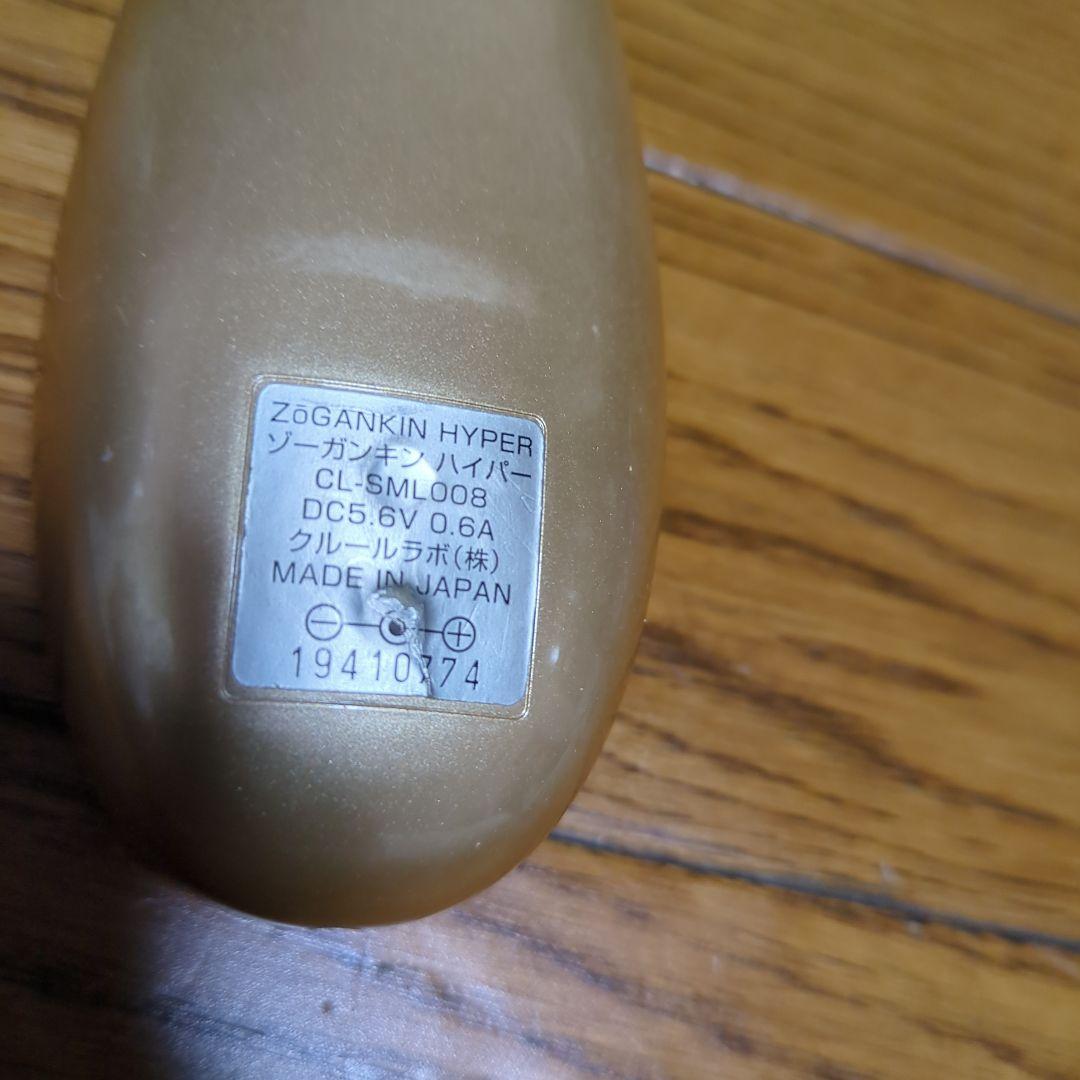 ZōGANKIN HYPER
ゾーガンキン ハイパー
CL-SML008
DC5.6V 0.6A
クルールラボ(株)
MADE IN JAPAN
19410774